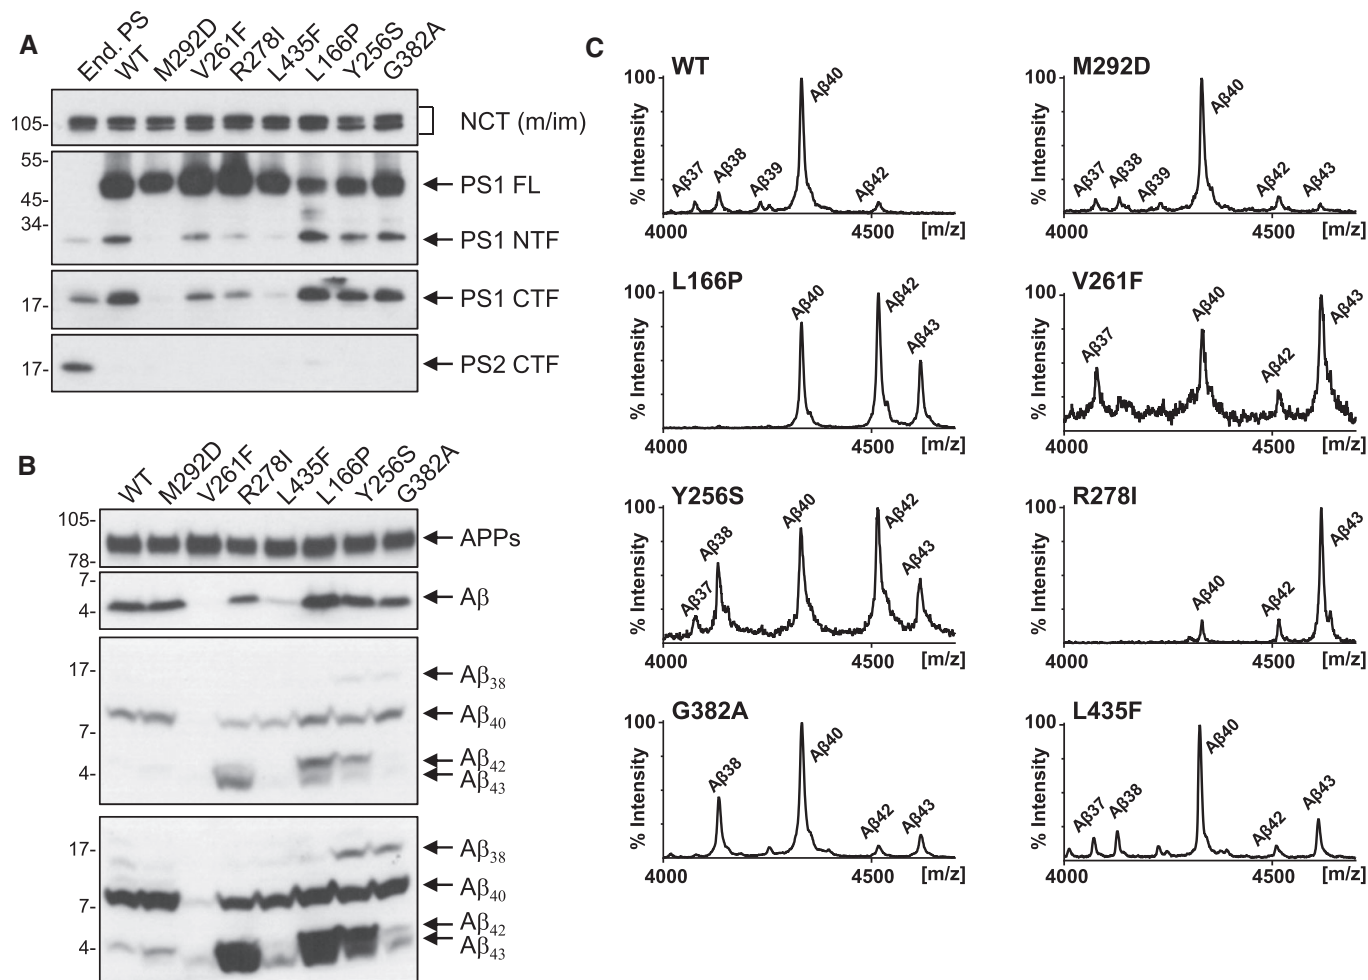 A
End. PS WT M292D V261F R278I L435F L166P Y256S G382A
105- NCT (m/im)
55-
PS1 FL
45-
34-
PS1 NTF
17- PS1 CTF
17- PS2 CTF
B
WT M292D V261F R278I L435F L166P Y256S G382A
105-
APPs
78-
7-
Aβ
4-
17- Aβ38
Aβ40
7-
Aβ42
4- Aβ43
17- Aβ38
Aβ40
7-
Aβ42
4- Aβ43
C
WT
100
% Intensity
Aβ37 Aβ38 Aβ39 Aβ40 Aβ42
4000 4500 [m/z]
M292D
100
% Intensity
Aβ37 Aβ38 Aβ39 Aβ40 Aβ42 Aβ43
4000 4500 [m/z]
L166P
100
% Intensity
Aβ40 Aβ42 Aβ43
4000 4500 [m/z]
V261F
100
% Intensity
Aβ37 Aβ40 Aβ42 Aβ43
4000 4500 [m/z]
Y256S
100
% Intensity
Aβ37 Aβ38 Aβ40 Aβ42 Aβ43
4000 4500 [m/z]
R278I
100
% Intensity
Aβ40 Aβ42 Aβ43
4000 4500 [m/z]
G382A
100
% Intensity
Aβ38 Aβ40 Aβ42 Aβ43
4000 4500 [m/z]
L435F
100
% Intensity
Aβ37 Aβ38 Aβ40 Aβ42 Aβ43
4000 4500 [m/z]